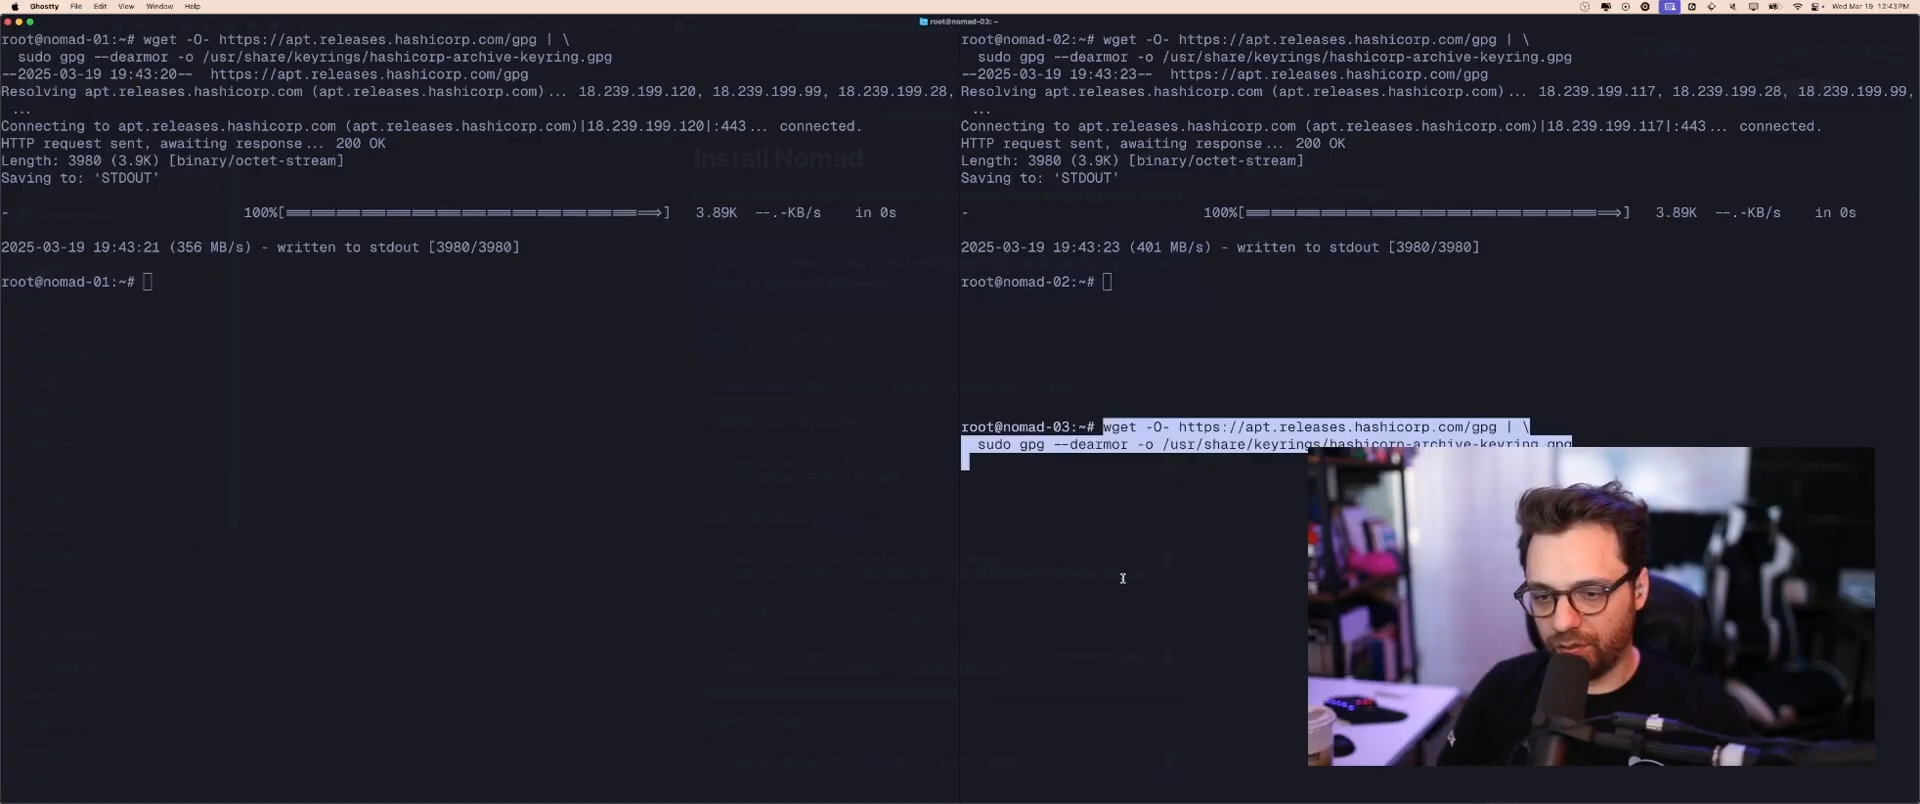 Ghostty File Edit View Window Help
Wed Mar 19 12:43PM
root@nomad-03: ~
root@nomad-01:~# wget -O- https://apt.releases.hashicorp.com/gpg | \
sudo gpg --dearmor -o /usr/share/keyrings/hashicorp-archive-keyring.gpg
--2025-03-19 19:43:20-- https://apt.releases.hashicorp.com/gpg
Resolving apt.releases.hashicorp.com (apt.releases.hashicorp.com)... 18.239.199.120, 18.239.199.99, 18.239.199.28,
...
Connecting to apt.releases.hashicorp.com (apt.releases.hashicorp.com)|18.239.199.120|:443... connected.
HTTP request sent, awaiting response... 200 OK
Length: 3980 (3.9K) [binary/octet-stream]
Saving to: ‘STDOUT’
- 100%[===================>] 3.89K --.-KB/s in 0s
2025-03-19 19:43:21 (356 MB/s) - written to stdout [3980/3980]
root@nomad-01:~#
root@nomad-02:~# wget -O- https://apt.releases.hashicorp.com/gpg | \
sudo gpg --dearmor -o /usr/share/keyrings/hashicorp-archive-keyring.gpg
--2025-03-19 19:43:23-- https://apt.releases.hashicorp.com/gpg
Resolving apt.releases.hashicorp.com (apt.releases.hashicorp.com)... 18.239.199.117, 18.239.199.28, 18.239.199.99,
...
Connecting to apt.releases.hashicorp.com (apt.releases.hashicorp.com)|18.239.199.117|:443... connected.
HTTP request sent, awaiting response... 200 OK
Length: 3980 (3.9K) [binary/octet-stream]
Saving to: ‘STDOUT’
- 100%[===================>] 3.89K --.-KB/s in 0s
2025-03-19 19:43:23 (401 MB/s) - written to stdout [3980/3980]
root@nomad-02:~#
root@nomad-03:~# wget -O- https://apt.releases.hashicorp.com/gpg | \
sudo gpg --dearmor -o /usr/share/keyrings/hashicorp-archive-keyring.gpg
Install Nomad